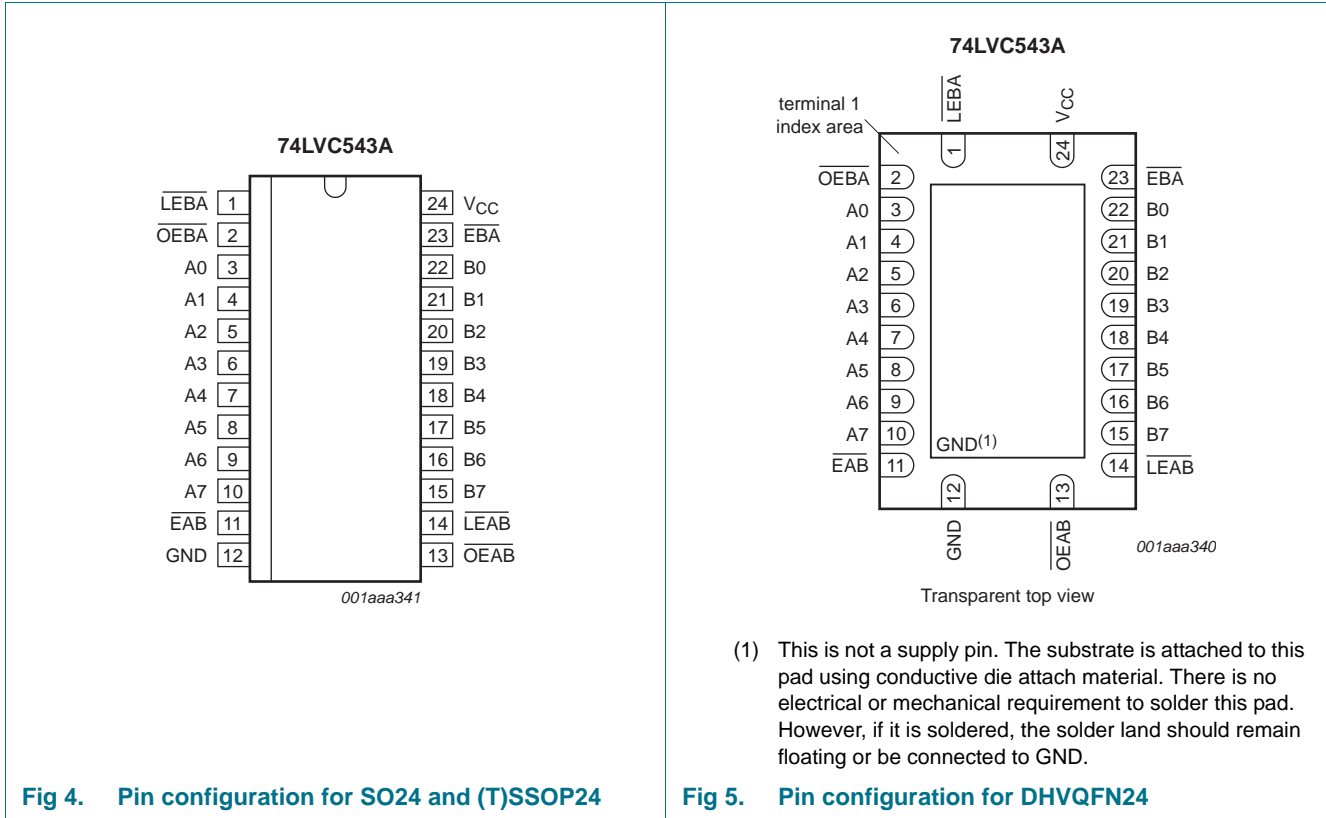 74LVC543A
LEBA 1
OEBA 2
A0 3
A1 4
A2 5
A3 6
A4 7
A5 8
A6 9
A7 10
EAB 11
GND 12
24 VCC
23 EBA
22 B0
21 B1
20 B2
19 B3
18 B4
17 B5
16 B6
15 B7
14 LEAB
13 OEAB
001aaa341
Fig 4. Pin configuration for SO24 and (T)SSOP24
74LVC543A
terminal 1
index area
LEBA
VCC
1
24
OEBA 2
A0 3
A1 4
A2 5
A3 6
A4 7
A5 8
A6 9
A7 10
EAB 11
23 EBA
22 B0
21 B1
20 B2
19 B3
18 B4
17 B5
16 B6
15 B7
14 LEAB
GND(1)
12
13
GND
OEAB
001aaa340
Transparent top view
(1) This is not a supply pin. The substrate is attached to this
pad using conductive die attach material. There is no
electrical or mechanical requirement to solder this pad.
However, if it is soldered, the solder land should remain
floating or be connected to GND.
Fig 5. Pin configuration for DHVQFN24